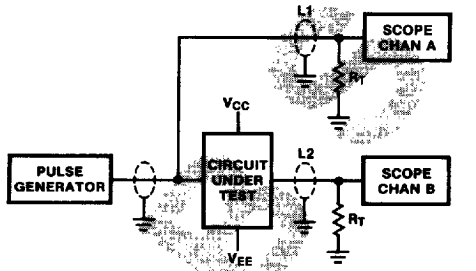 L1
SCOPE
CHAN A
RT
VCC
PULSE
GENERATOR
CIRCUIT
UNDER
TEST
L2
SCOPE
CHAN B
RT
VEE